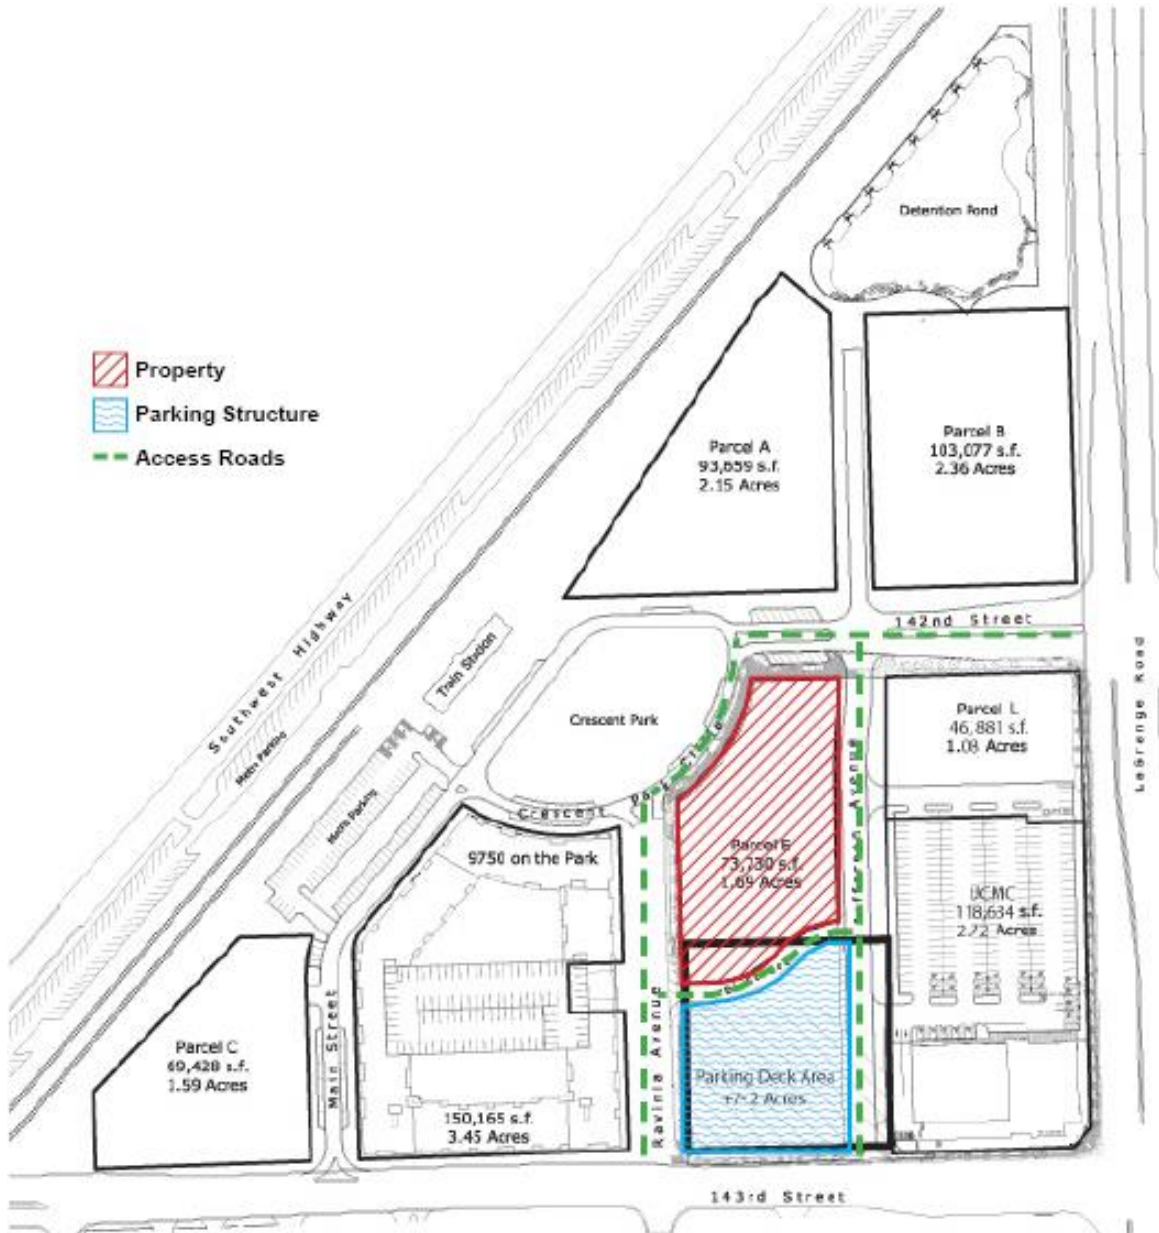 Detention Pond
Property
Parking Structure
Access Roads
Parcel A
93,659 s.f.
2.15 Acres
Parcel B
103,077 s.f.
2.36 Acres
Southwest Highway
Metra Parking
Train Station
142nd Street
LaGrange Road
Crescent Park
Parcel L
46,881 s.f.
1.08 Acres
Metra Parking
Crescent Park Circle
Jefferson Avenue
9750 on the Park
Parcel E
73,730 s.f.
1.69 Acres
UCMC
118,634 s.f.
2.72 Acres
Parcel C
69,428 s.f.
1.59 Acres
Main Street
150,165 s.f.
3.45 Acres
Ravinia Avenue
Parking Deck Area
+/-2 Acres
143rd Street